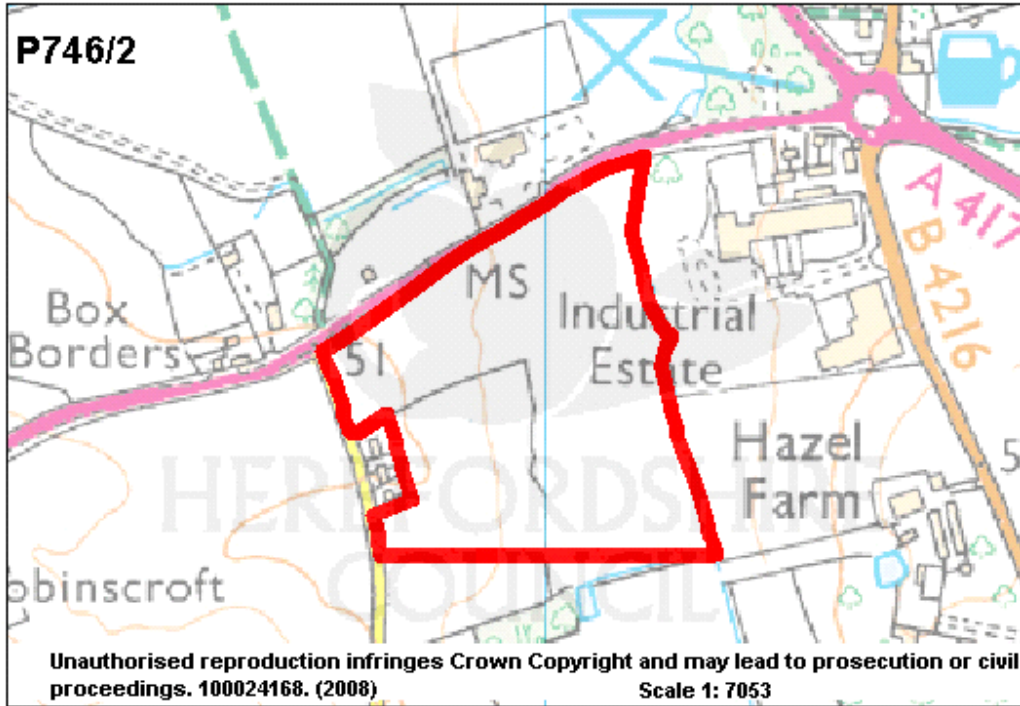 P746/2
A 417
B 4216
MS
Box
Borders
51
Industrial
Estate
Hazel
Farm
5
HEREFORDSHIRE
COUNCIL
obinscroft
Unauthorised reproduction infringes Crown Copyright and may lead to prosecution or civil
proceedings. 100024168. (2008)
Scale 1: 7053